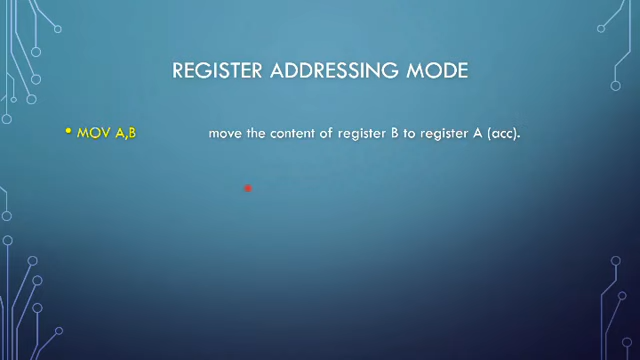 REGISTER ADDRESSING MODE
• MOV A,B move the content of register B to register A (acc).